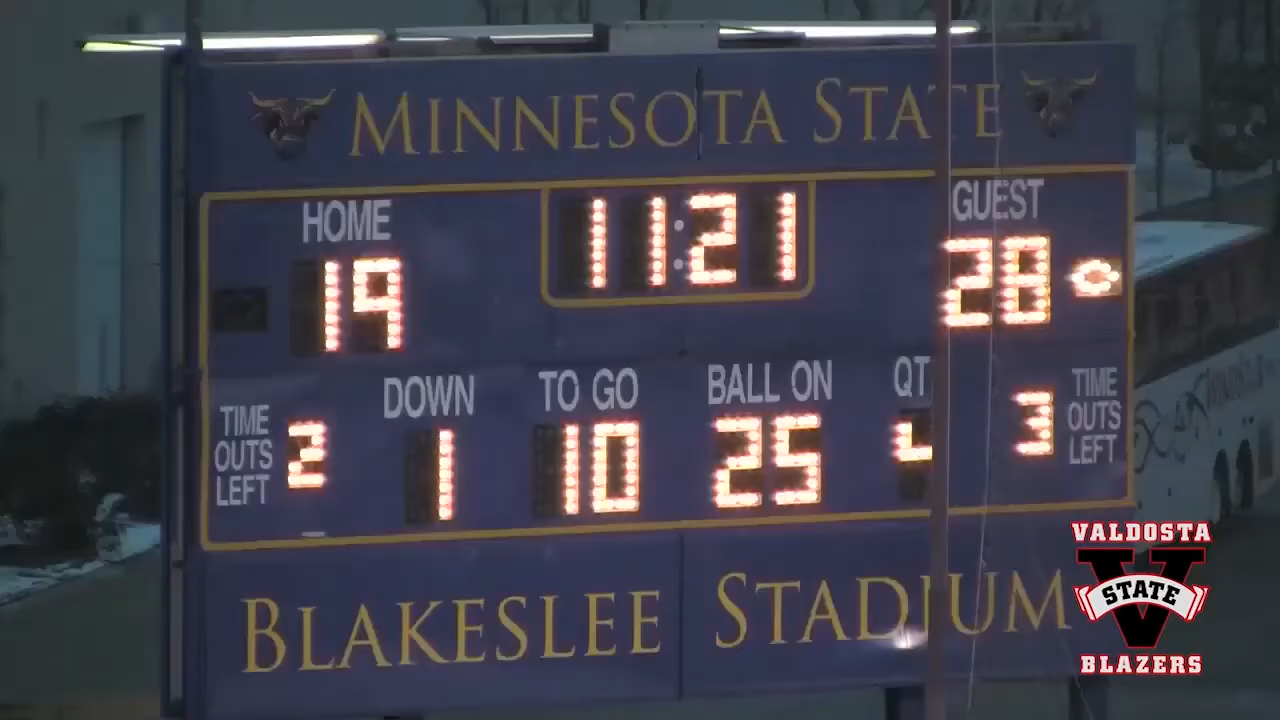 MINNESOTA STATE
HOME 11:21 GUEST
19 28
DOWN TO GO BALL ON QT
TIME OUTS LEFT 2 1 10 25 4 3 TIME OUTS LEFT
BLAKESLEE STADIUM
VALDOSTA
STATE
BLAZERS